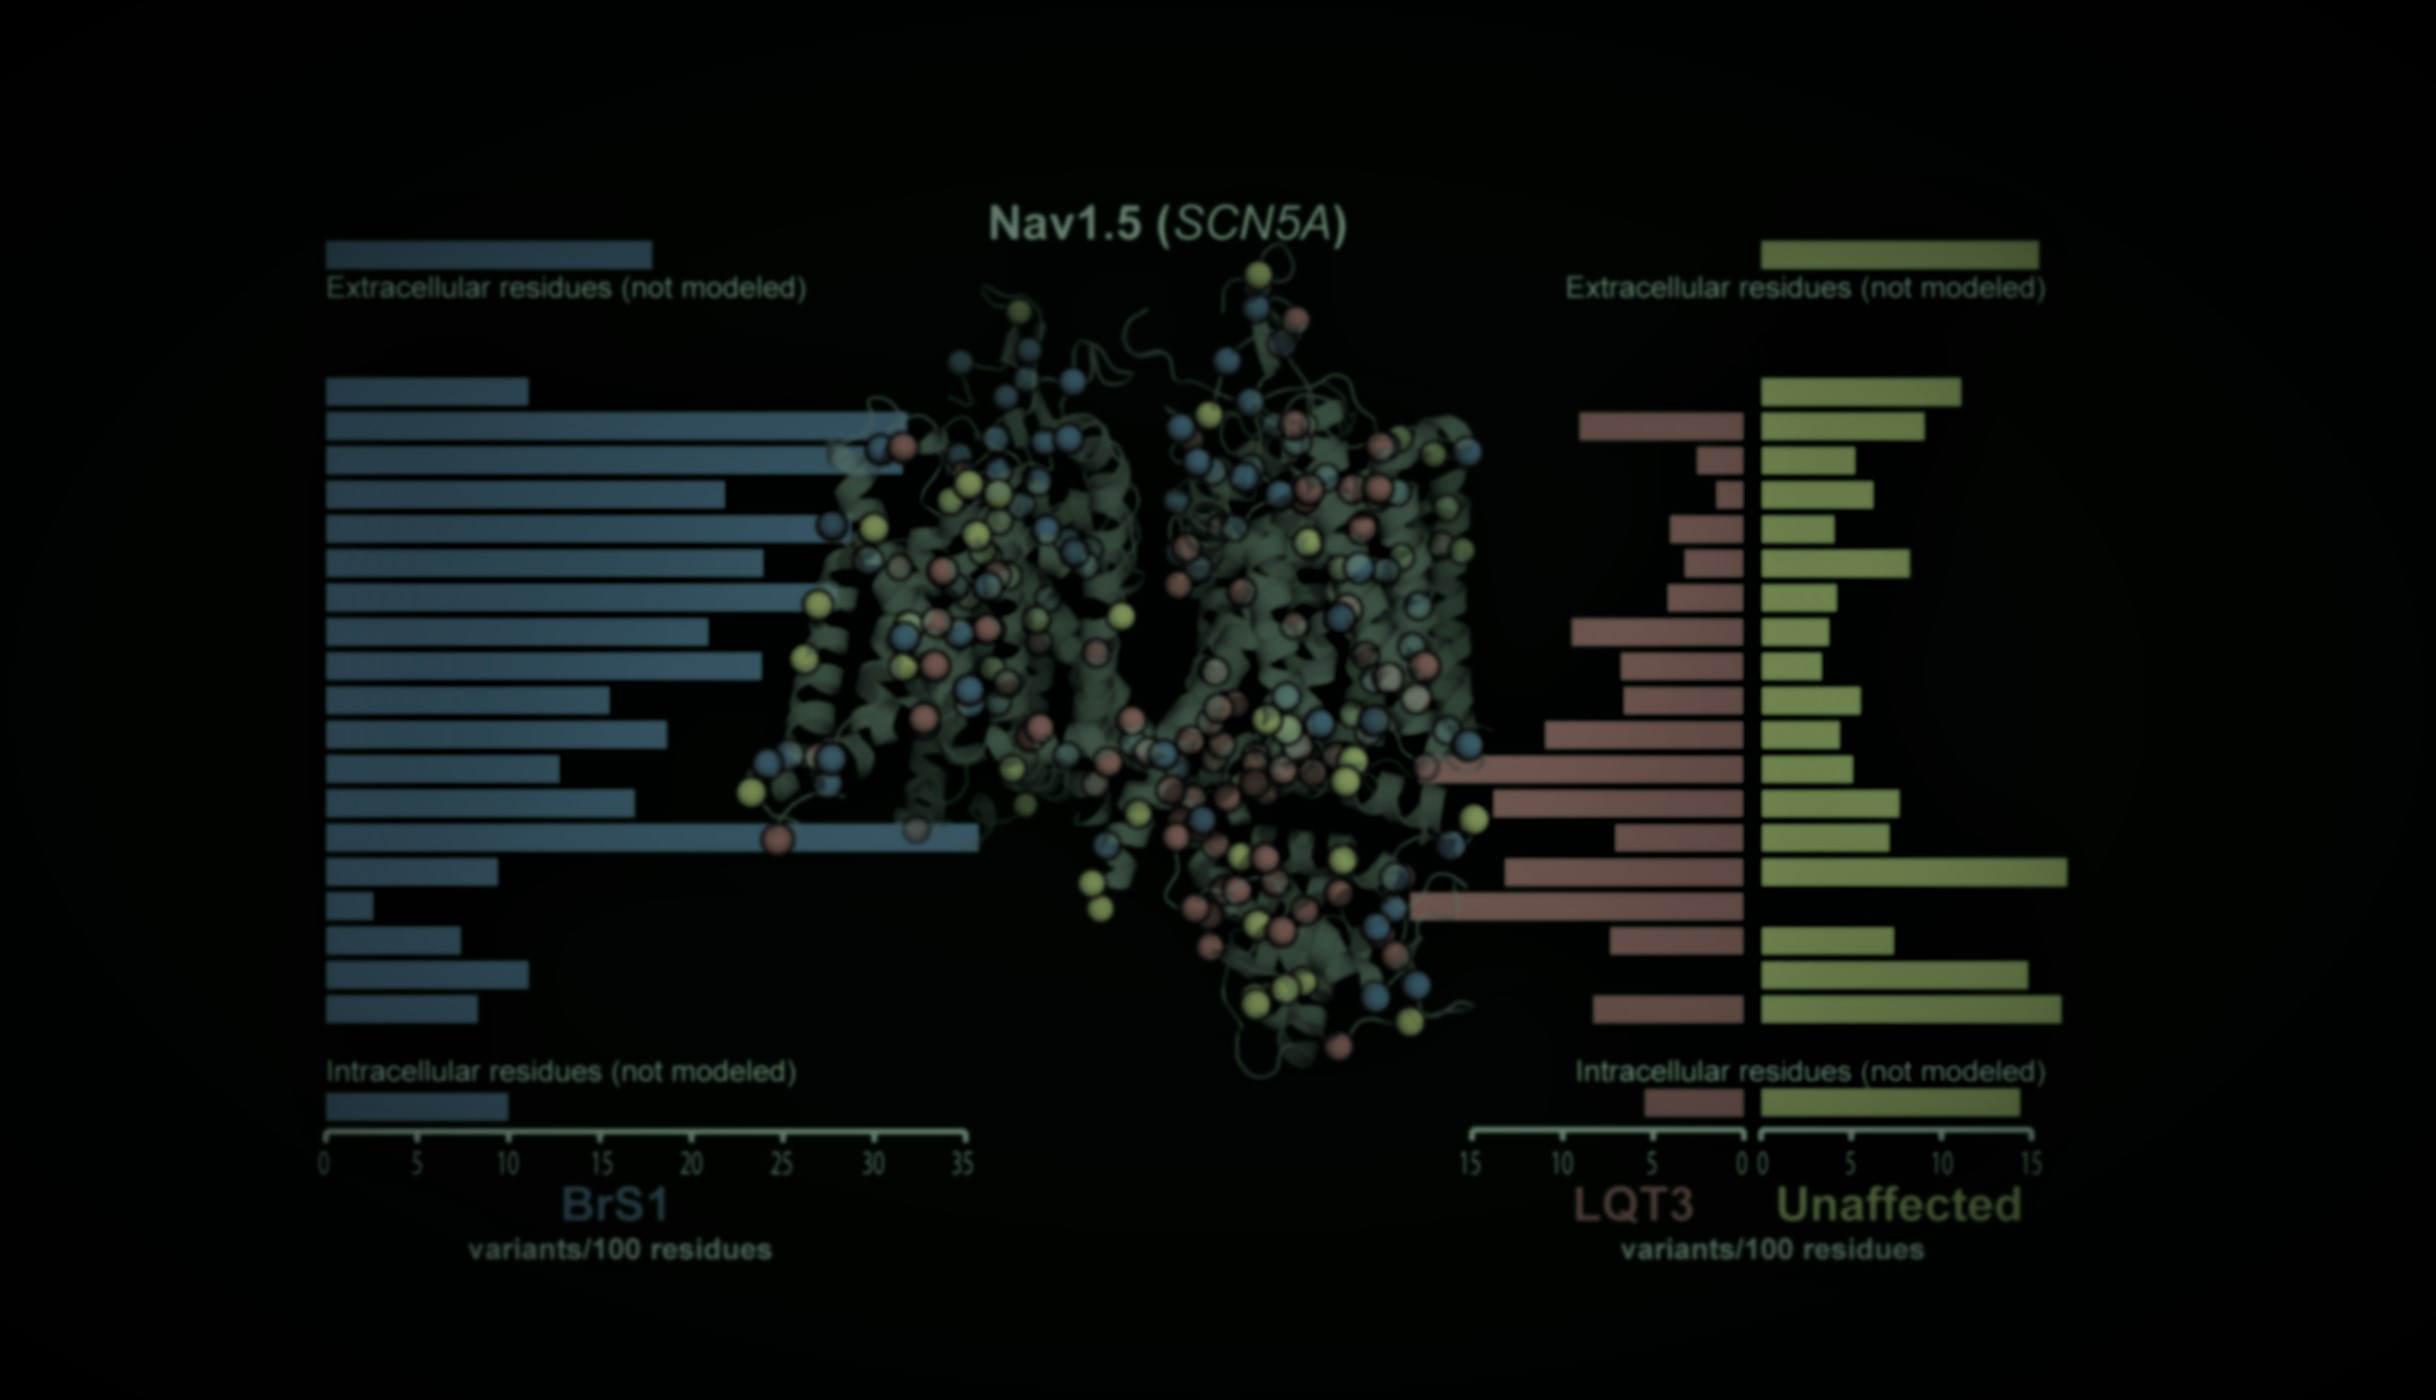 Nav1.5 (SCN5A)
Extracellular residues (not modeled)
Extracellular residues (not modeled)
Intracellular residues (not modeled)
Intracellular residues (not modeled)
0 5 10 15 20 25 30 35
15 10 5 0
0 5 10 15
BrS1
LQT3
Unaffected
variants/100 residues
variants/100 residues